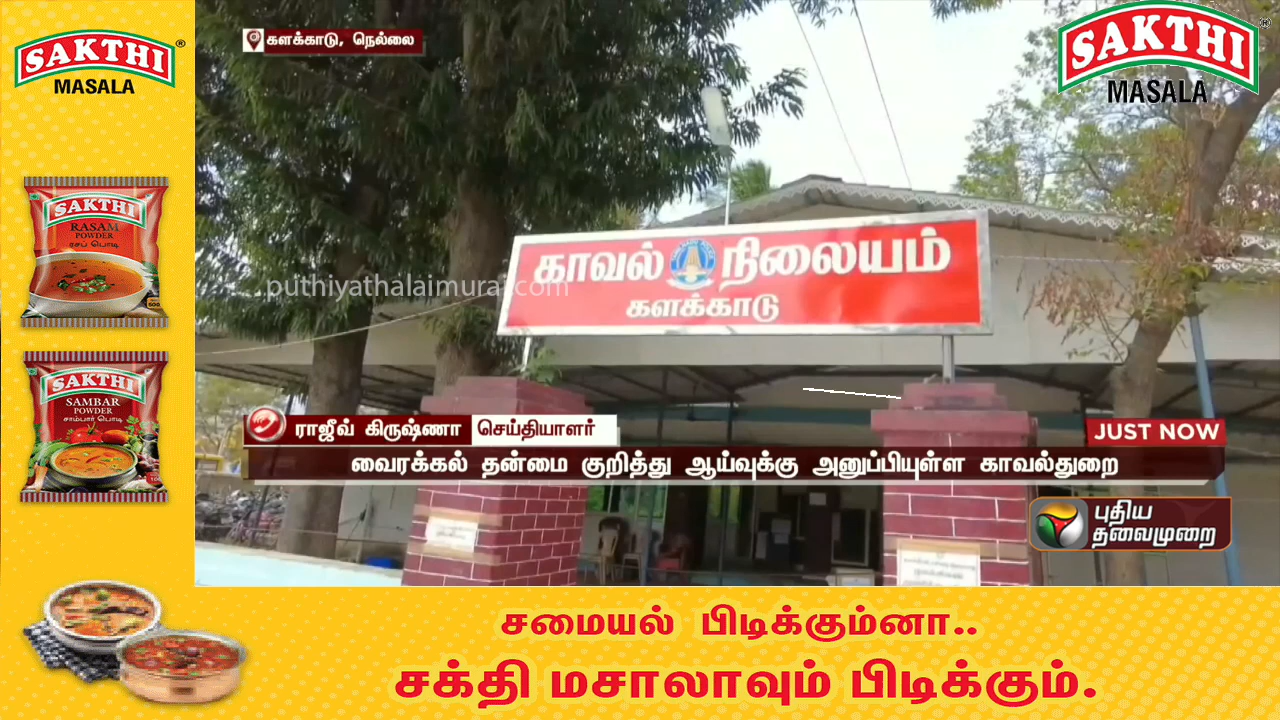 SAKTHI
MASALA
களக்காடு, நெல்லை
SAKTHI
MASALA
காவல் நிலையம்
களக்காடு
puthiyathalaimurai.com
SAKTHI
RASAM
POWDER
ரசப் பொடி
SAKTHI
SAMBAR
POWDER
சாம்பார் பொடி
ராஜீவ் கிருஷ்ணா செய்தியாளர்
JUST NOW
வைரக்கல் தன்மை குறித்து ஆய்வுக்கு அனுப்பியுள்ள காவல்துறை
புதிய
தலைமுறை
சமையல் பிடிக்கும்னா..
சக்தி மசாலாவும் பிடிக்கும்.